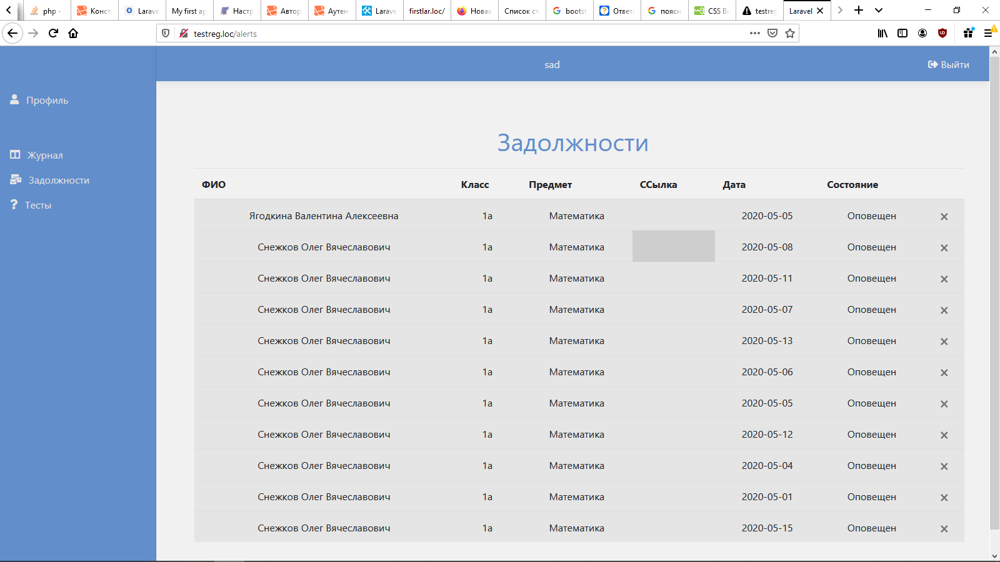 php -
Констр
Larave
My first ap
Настр
Автор
Аутен
Larave
firstlar.loc/
Новая
Список ст
bootst
Ответ
поясн
CSS Ba
testreg
Laravel
testreg.loc/alerts
sad
Выйти
Профиль
Журнал
Задолжности
Тесты
Задолжности
ФИО Класс Предмет ССылка Дата Состояние
Ягодкина Валентина Алексеевна 1а Математика 2020-05-05 Оповещен ×
Снежков Олег Вячеславович 1а Математика 2020-05-08 Оповещен ×
Снежков Олег Вячеславович 1а Математика 2020-05-11 Оповещен ×
Снежков Олег Вячеславович 1а Математика 2020-05-07 Оповещен ×
Снежков Олег Вячеславович 1а Математика 2020-05-13 Оповещен ×
Снежков Олег Вячеславович 1а Математика 2020-05-06 Оповещен ×
Снежков Олег Вячеславович 1а Математика 2020-05-05 Оповещен ×
Снежков Олег Вячеславович 1а Математика 2020-05-12 Оповещен ×
Снежков Олег Вячеславович 1а Математика 2020-05-04 Оповещен ×
Снежков Олег Вячеславович 1а Математика 2020-05-01 Оповещен ×
Снежков Олег Вячеславович 1а Математика 2020-05-15 Оповещен ×